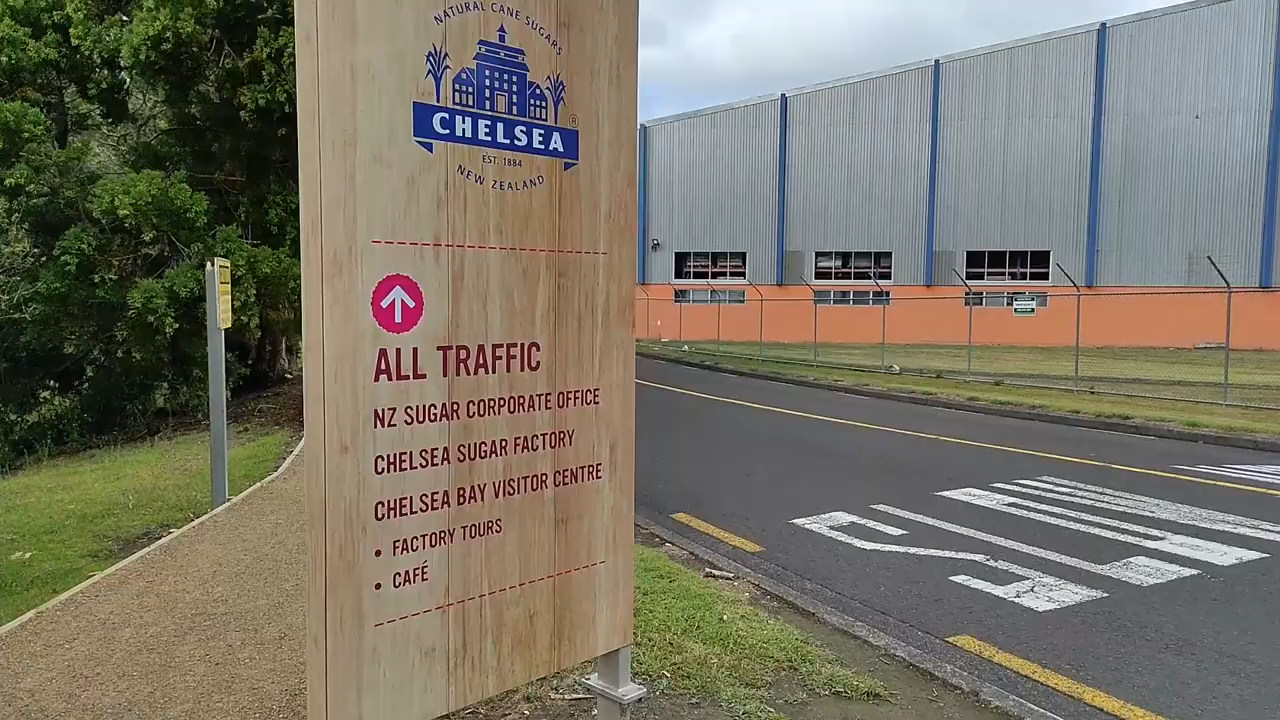 NATURAL CANE SUGARS
CHELSEA®
EST. 1884
NEW ZEALAND
ALL TRAFFIC
NZ SUGAR CORPORATE OFFICE
CHELSEA SUGAR FACTORY
CHELSEA BAY VISITOR CENTRE
• FACTORY TOURS
• CAFÉ
SLOW